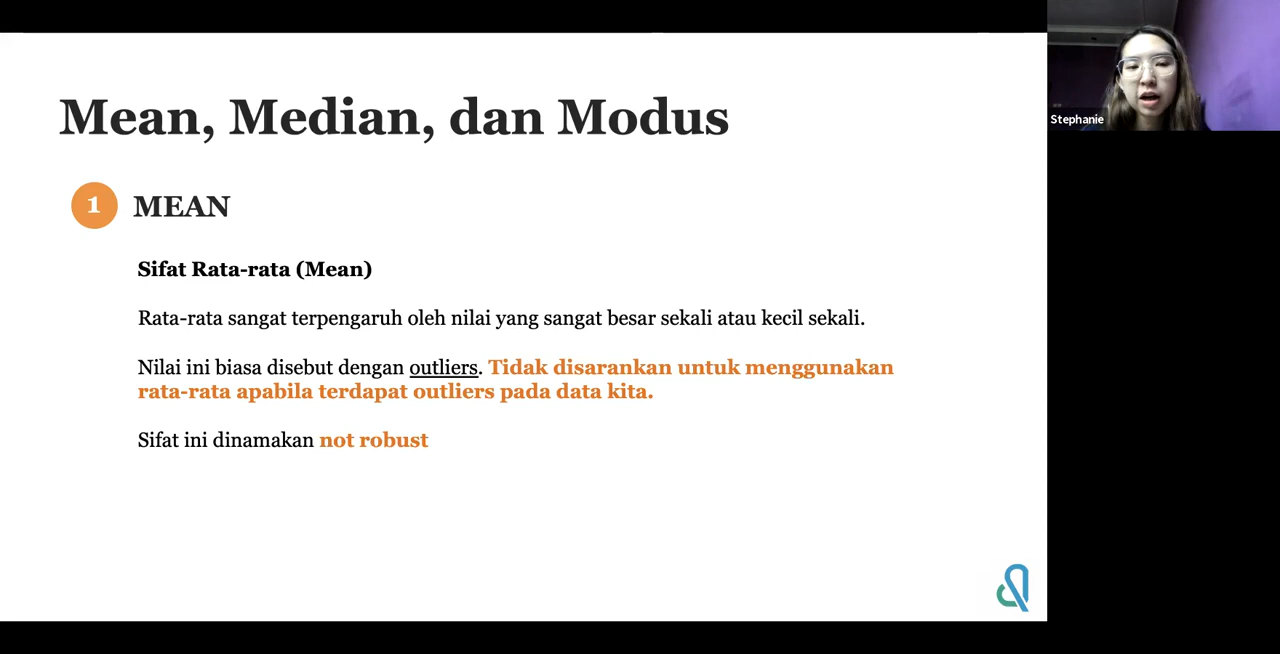 Mean, Median, dan Modus
1 MEAN
Sifat Rata-rata (Mean)
Rata-rata sangat terpengaruh oleh nilai yang sangat besar sekali atau kecil sekali.
Nilai ini biasa disebut dengan outliers. Tidak disarankan untuk menggunakan
rata-rata apabila terdapat outliers pada data kita.
Sifat ini dinamakan not robust
Stephanie